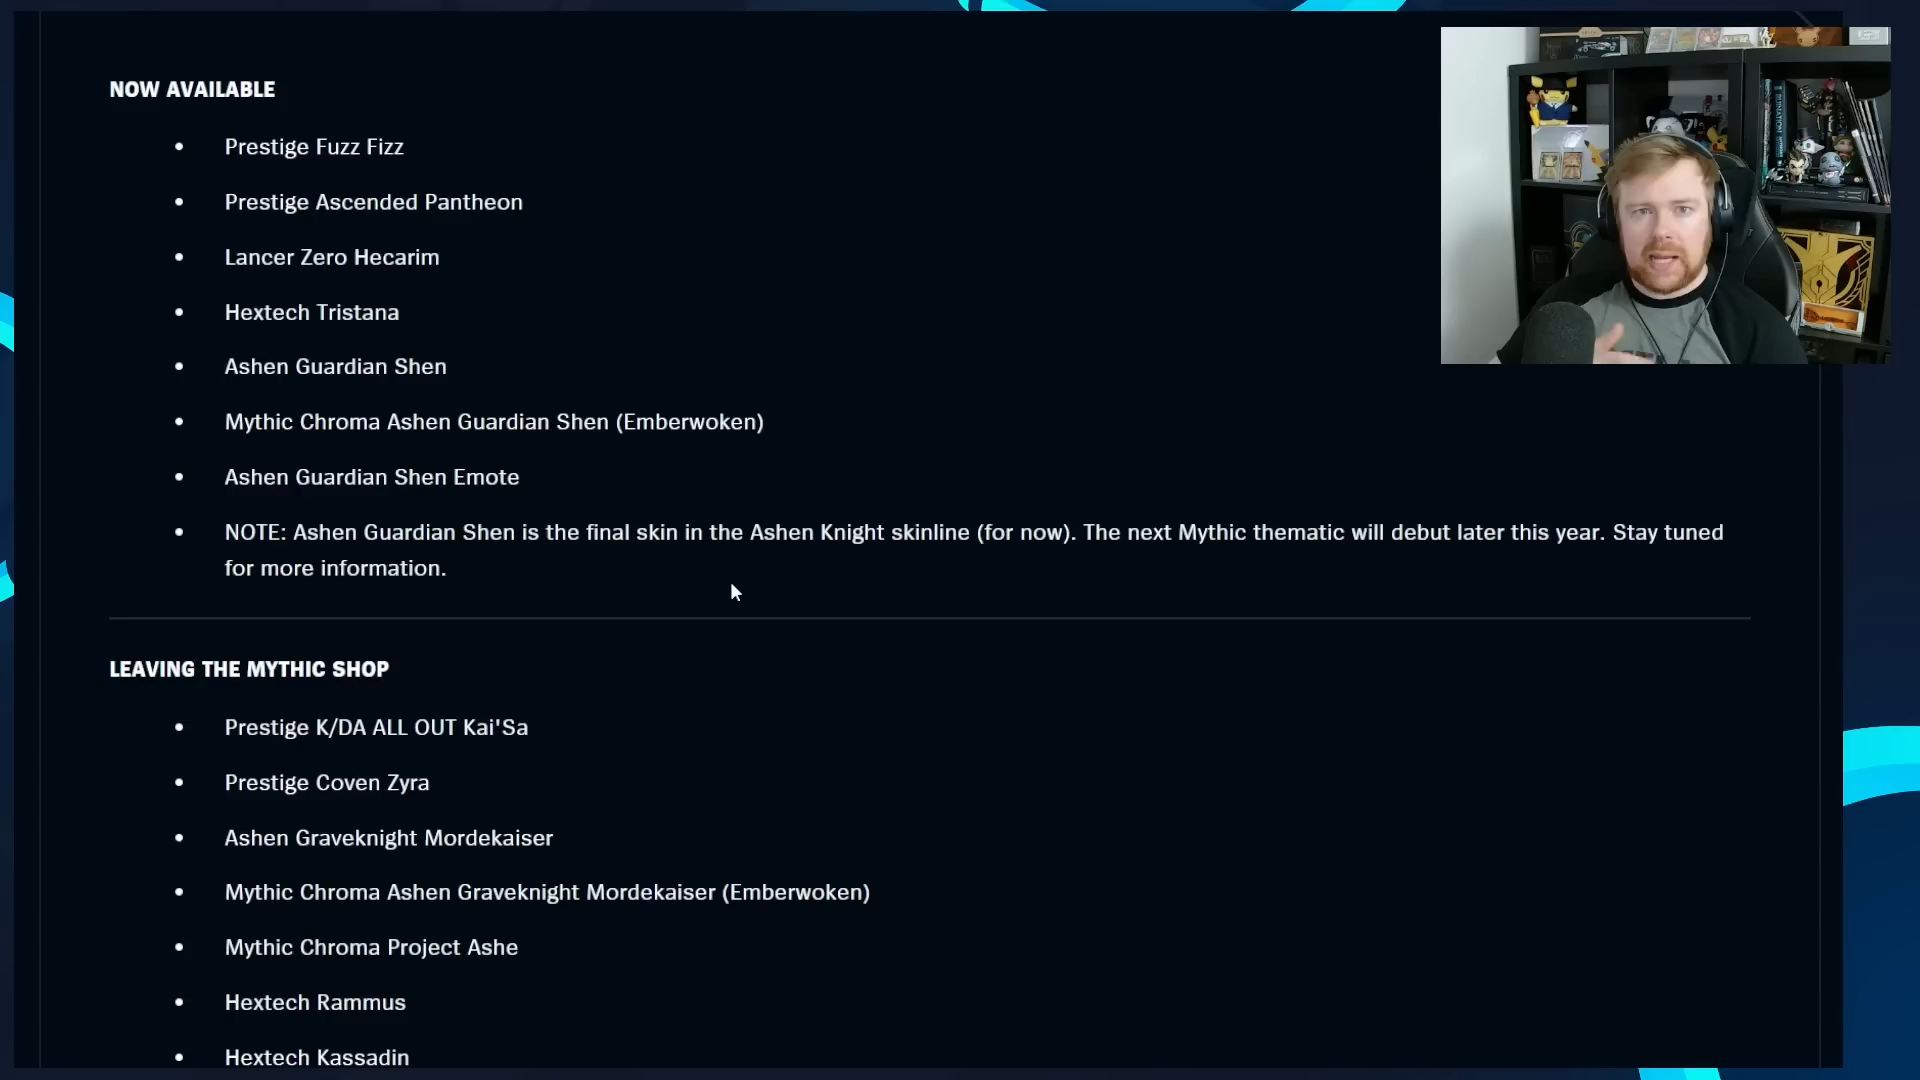 NOW AVAILABLE
• Prestige Fuzz Fizz
• Prestige Ascended Pantheon
• Lancer Zero Hecarim
• Hextech Tristana
• Ashen Guardian Shen
• Mythic Chroma Ashen Guardian Shen (Emberwoken)
• Ashen Guardian Shen Emote
• NOTE: Ashen Guardian Shen is the final skin in the Ashen Knight skinline (for now). The next Mythic thematic will debut later this year. Stay tuned
for more information.
LEAVING THE MYTHIC SHOP
• Prestige K/DA ALL OUT Kai'Sa
• Prestige Coven Zyra
• Ashen Graveknight Mordekaiser
• Mythic Chroma Ashen Graveknight Mordekaiser (Emberwoken)
• Mythic Chroma Project Ashe
• Hextech Rammus
• Hextech Kassadin